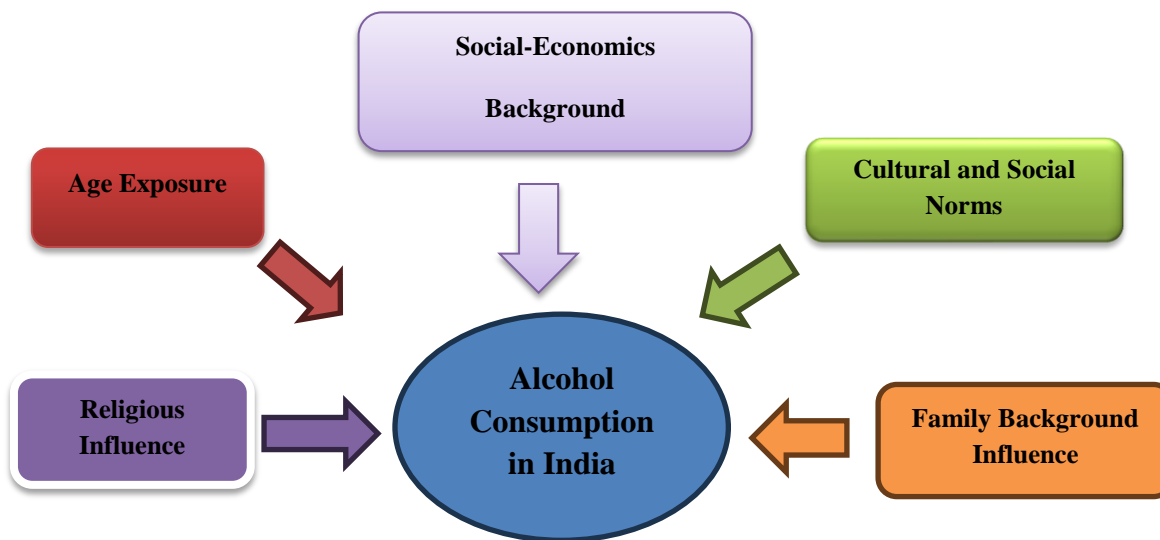 Social-Economics
Background
Age Exposure
Cultural and Social
Norms
Alcohol
Consumption
in India
Religious
Influence
Family Background
Influence